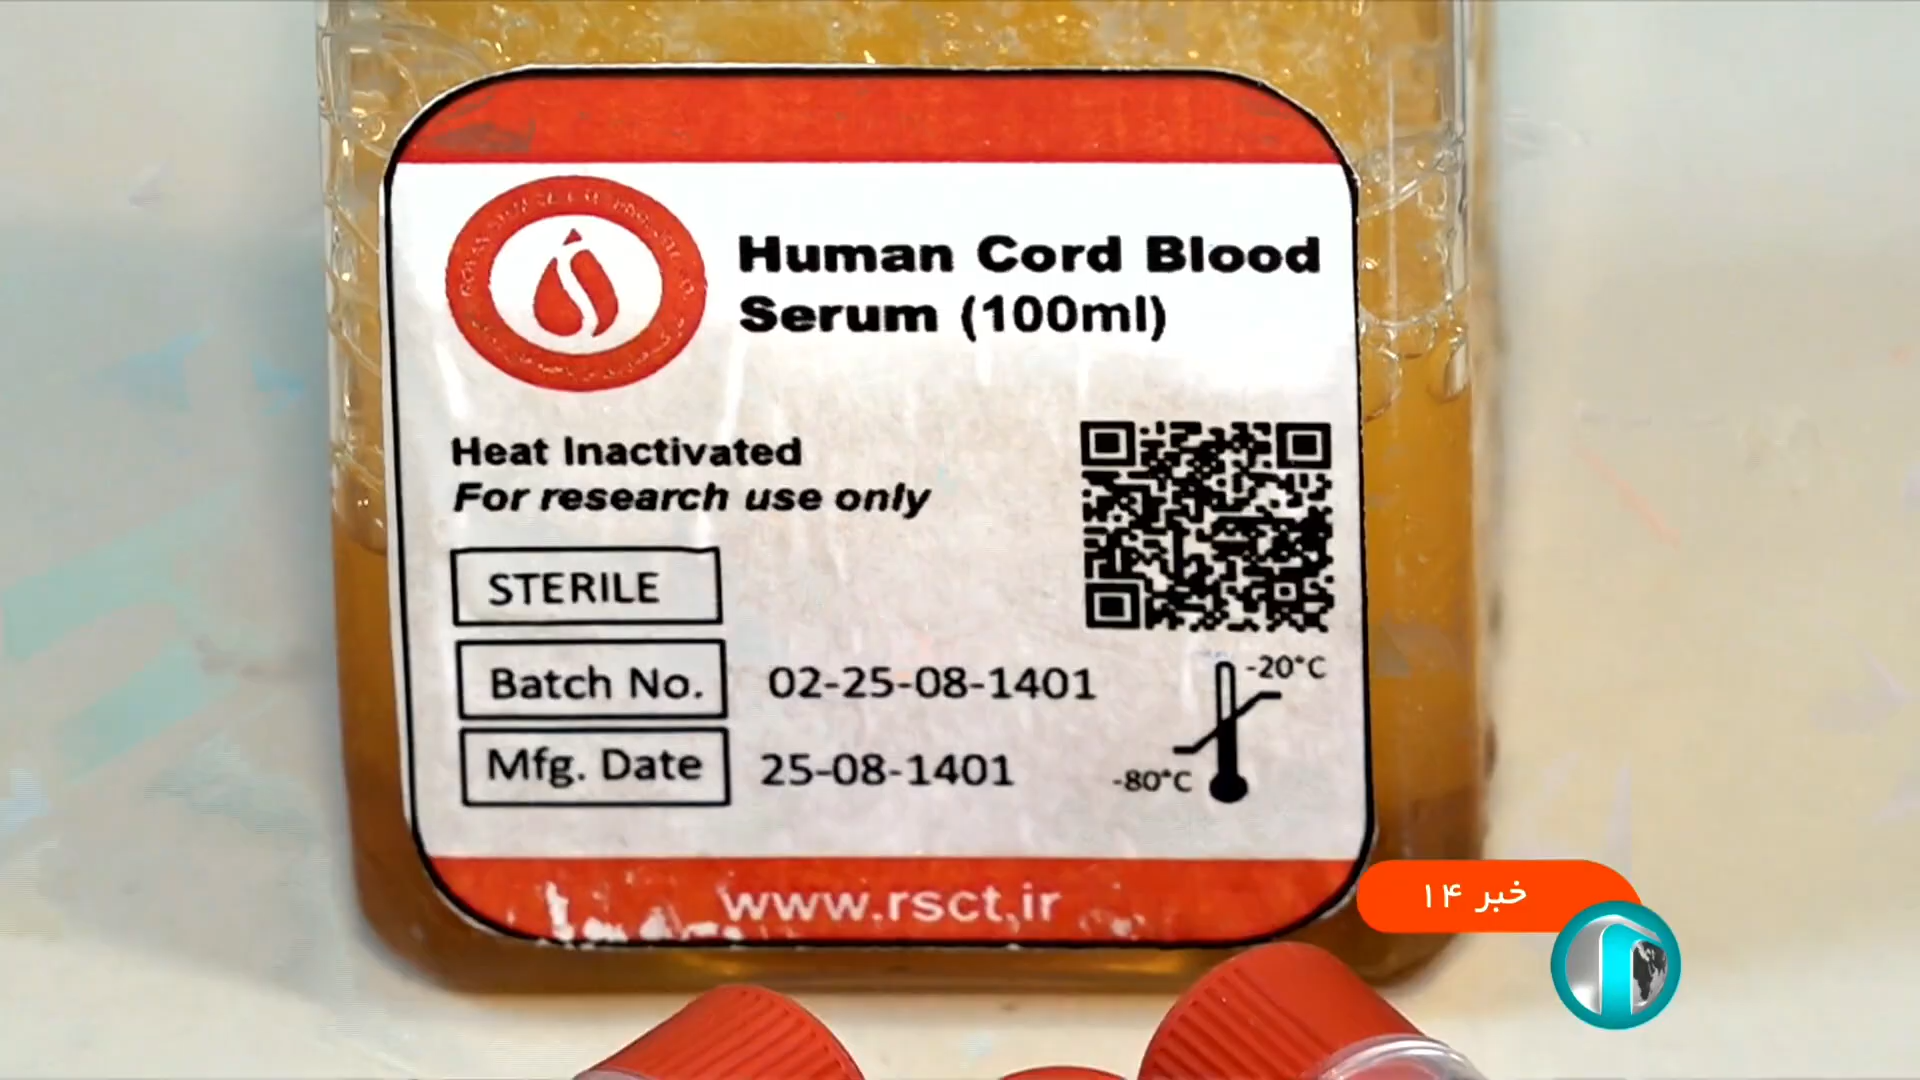 Human Cord Blood
Serum (100ml)
Heat Inactivated
For research use only
STERILE
Batch No. 02-25-08-1401
Mfg. Date 25-08-1401
-20°C
-80°C
www.rsct.ir
خبر ۱۴